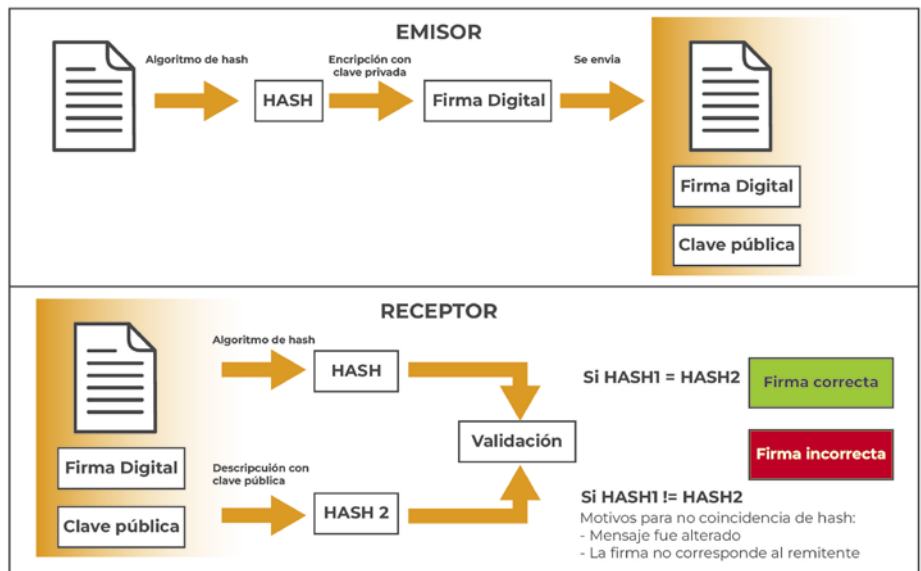 EMISOR
Algoritmo de hash
HASH
Encripción con
clave privada
Firma Digital
Se envia
Firma Digital
Clave pública
RECEPTOR
Algoritmo de hash
HASH
Firma Digital
Clave pública
Descripcuión con
clave pública
HASH 2
Validación
Si HASH1 = HASH2
Firma correcta
Firma incorrecta
Si HASH1 != HASH2
Motivos para no coincidencia de hash:
- Mensaje fue alterado
- La firma no corresponde al remitente